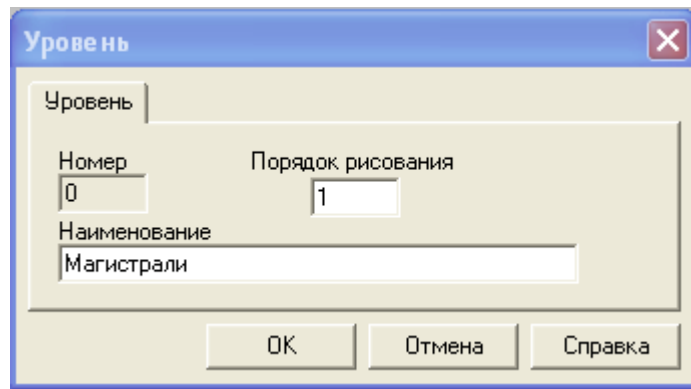 Уровень
Уровень
Номер Порядок рисования
0 1
Наименование
Магистрали
OK Отмена Справка